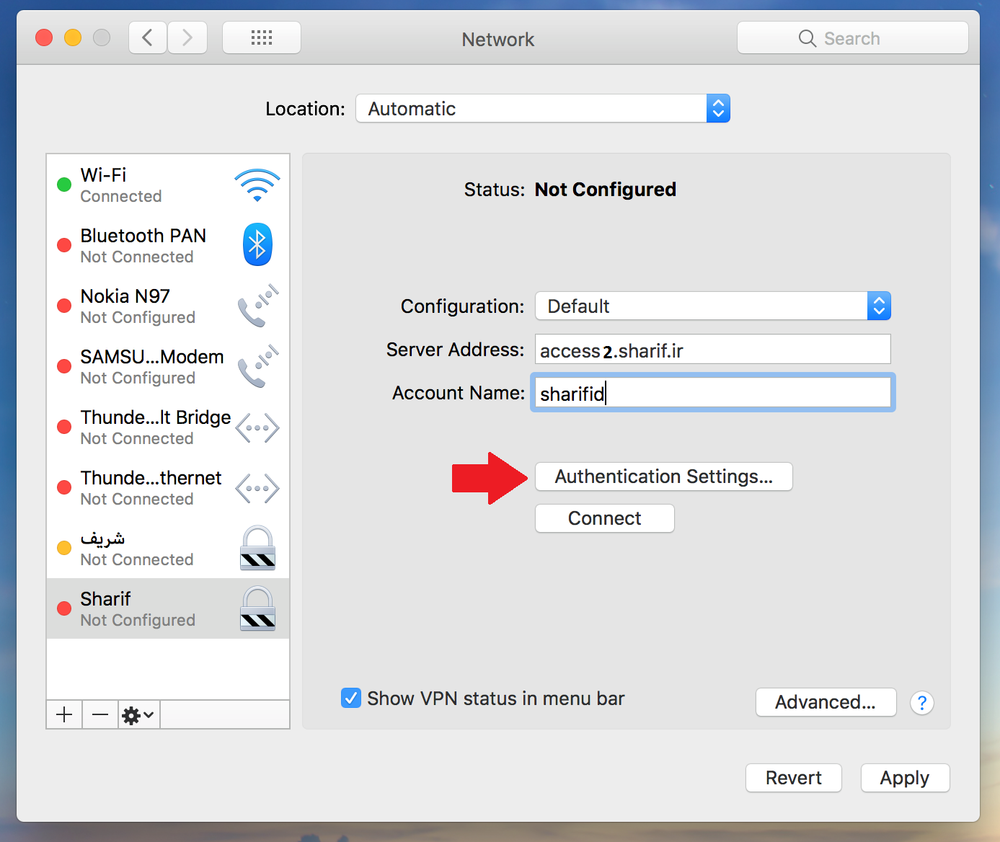 Network
Search
Location: Automatic
Wi-Fi
Connected
Bluetooth PAN
Not Connected
Nokia N97
Not Configured
SAMSU...Modem
Not Configured
Thunde...lt Bridge
Not Connected
Thunde...thernet
Not Connected
شریف
Not Connected
Sharif
Not Configured
Status: Not Configured
Configuration: Default
Server Address: access2.sharif.ir
Account Name: sharifid
Authentication Settings...
Connect
Show VPN status in menu bar
Advanced...
?
Revert
Apply